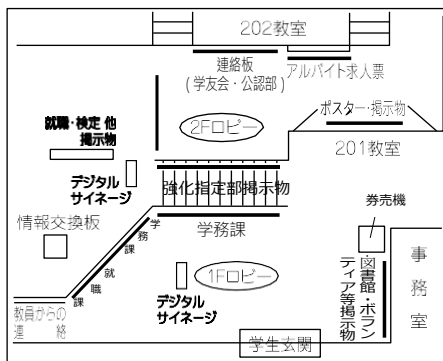 202教室
連絡板
(学友会・公認部)
アルバイト求人票
ポスター・掲示物
就職・検定 他
掲示物
2Fロビー
201教室
デジタル
サイネージ
強化指定部掲示物
券売機
情報交換板
学務課
学務課
就職課
1Fロビー
デジタル
サイネージ
図書館・ボラン
ティア等掲示物
事務室
教員からの
連絡
学生玄関